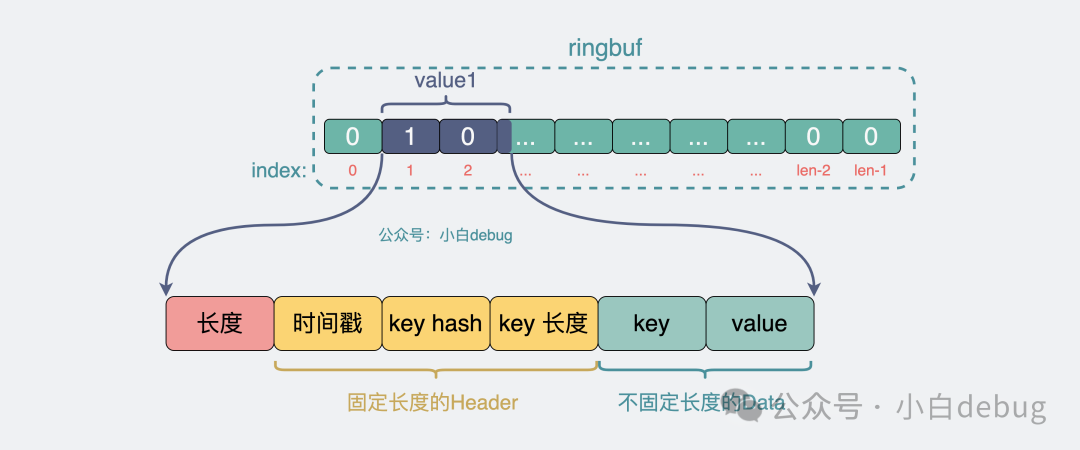 ringbuf
value1
0 1 0 ... ... ... ... ... 0 0
index: 0 1 2 ... ... ... ... ... len-2 len-1
公众号：小白debug
长度 时间戳 key hash key 长度 key value
固定长度的Header 不固定长度的Data
公众号 · 小白debug